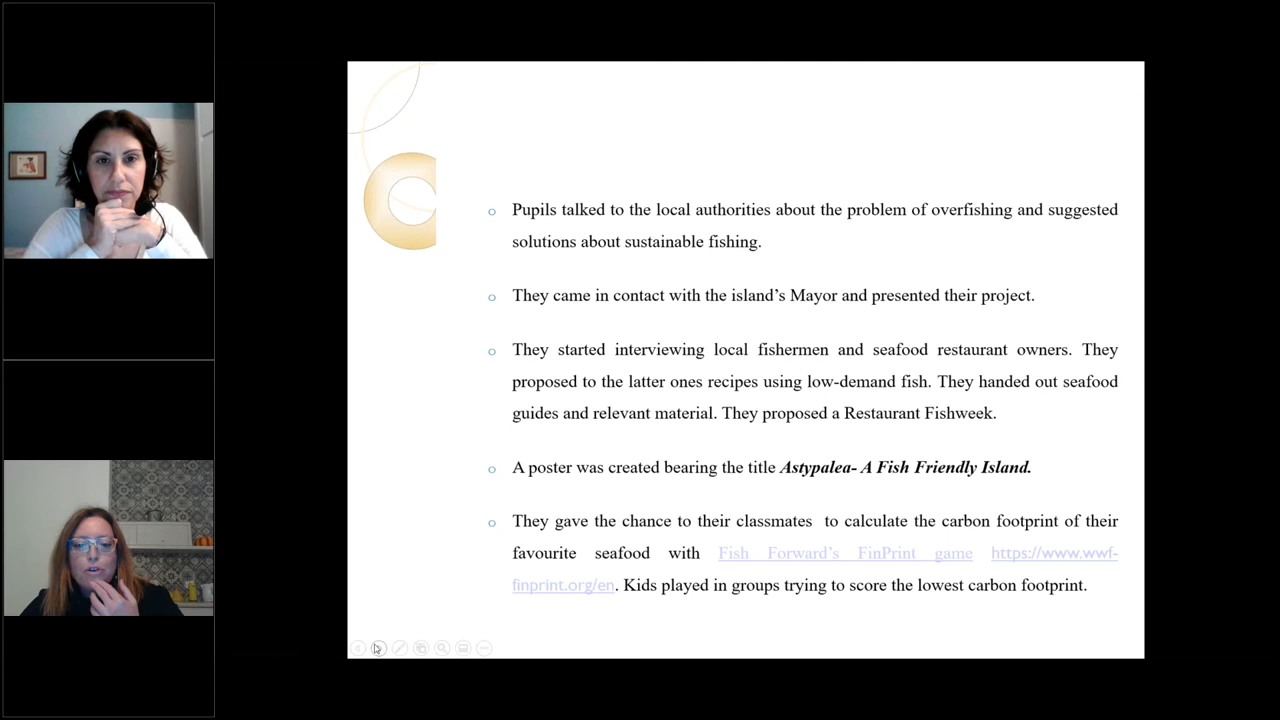 Pupils talked to the local authorities about the problem of overfishing and suggested
solutions about sustainable fishing.
They came in contact with the island's Mayor and presented their project.
They started interviewing local fishermen and seafood restaurant owners. They
proposed to the latter ones recipes using low-demand fish. They handed out seafood
guides and relevant material. They proposed a Restaurant Fishweek.
A poster was created bearing the title Astypalea- A Fish Friendly Island.
They gave the chance to their classmates to calculate the carbon footprint of their
favourite seafood with Fish Forward's FinPrint game https://www.wwf-
finprint.org/en. Kids played in groups trying to score the lowest carbon footprint.